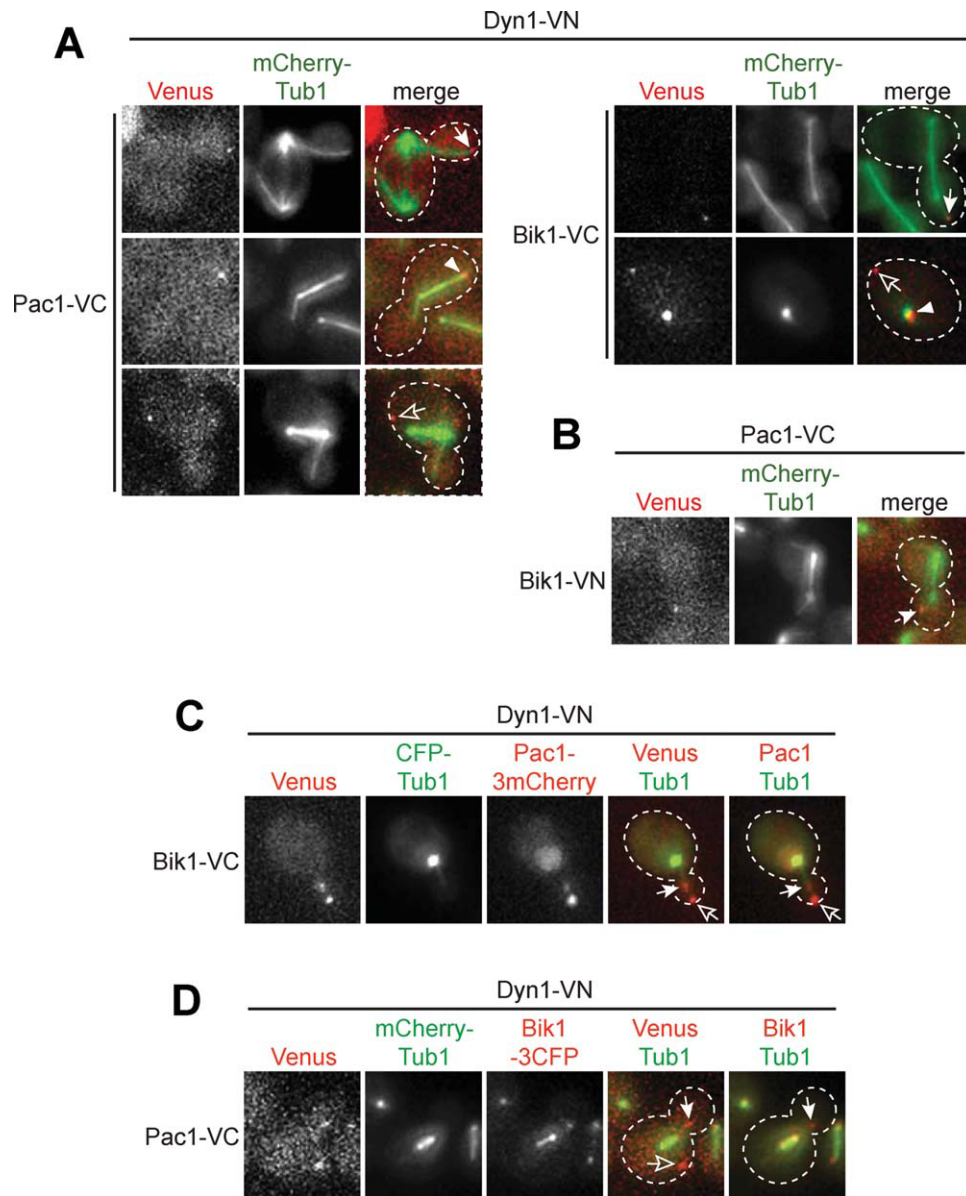 A
Dyn1-VN
Venus
mCherry-
Tub1
merge
Pac1-VC
Venus
mCherry-
Tub1
merge
Bik1-VC
B
Pac1-VC
Venus
mCherry-
Tub1
merge
Bik1-VN
C
Dyn1-VN
Venus
CFP-
Tub1
Pac1-
3mCherry
Venus
Tub1
Pac1
Tub1
Bik1-VC
D
Dyn1-VN
Venus
mCherry-
Tub1
Bik1
-3CFP
Venus
Tub1
Bik1
Tub1
Pac1-VC